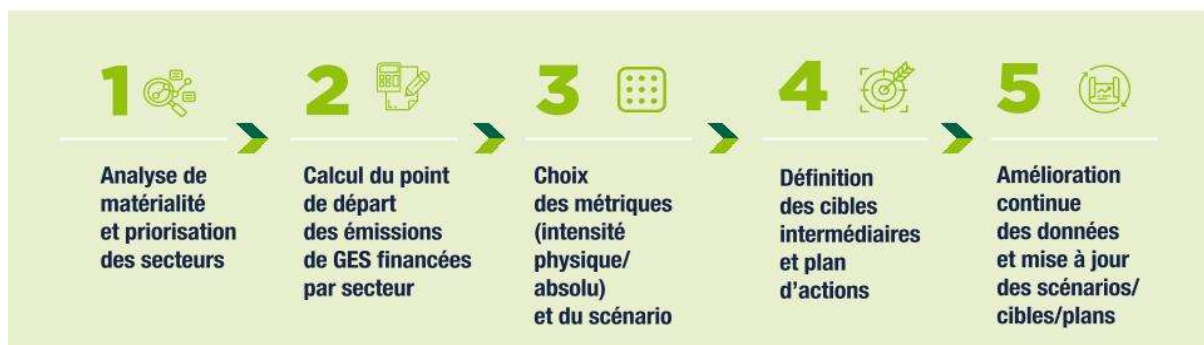 1
Analyse de
matérialité
et priorisation
des secteurs
2
Calcul du point
de départ
des émissions
de GES financées
par secteur
3
Choix
des métriques
(intensité
physique/
absolu)
et du scénario
4
Définition
des cibles
intermédiaires
et plan
d’actions
5
Amélioration
continue
des données
et mise à jour
des scénarios/
cibles/plans